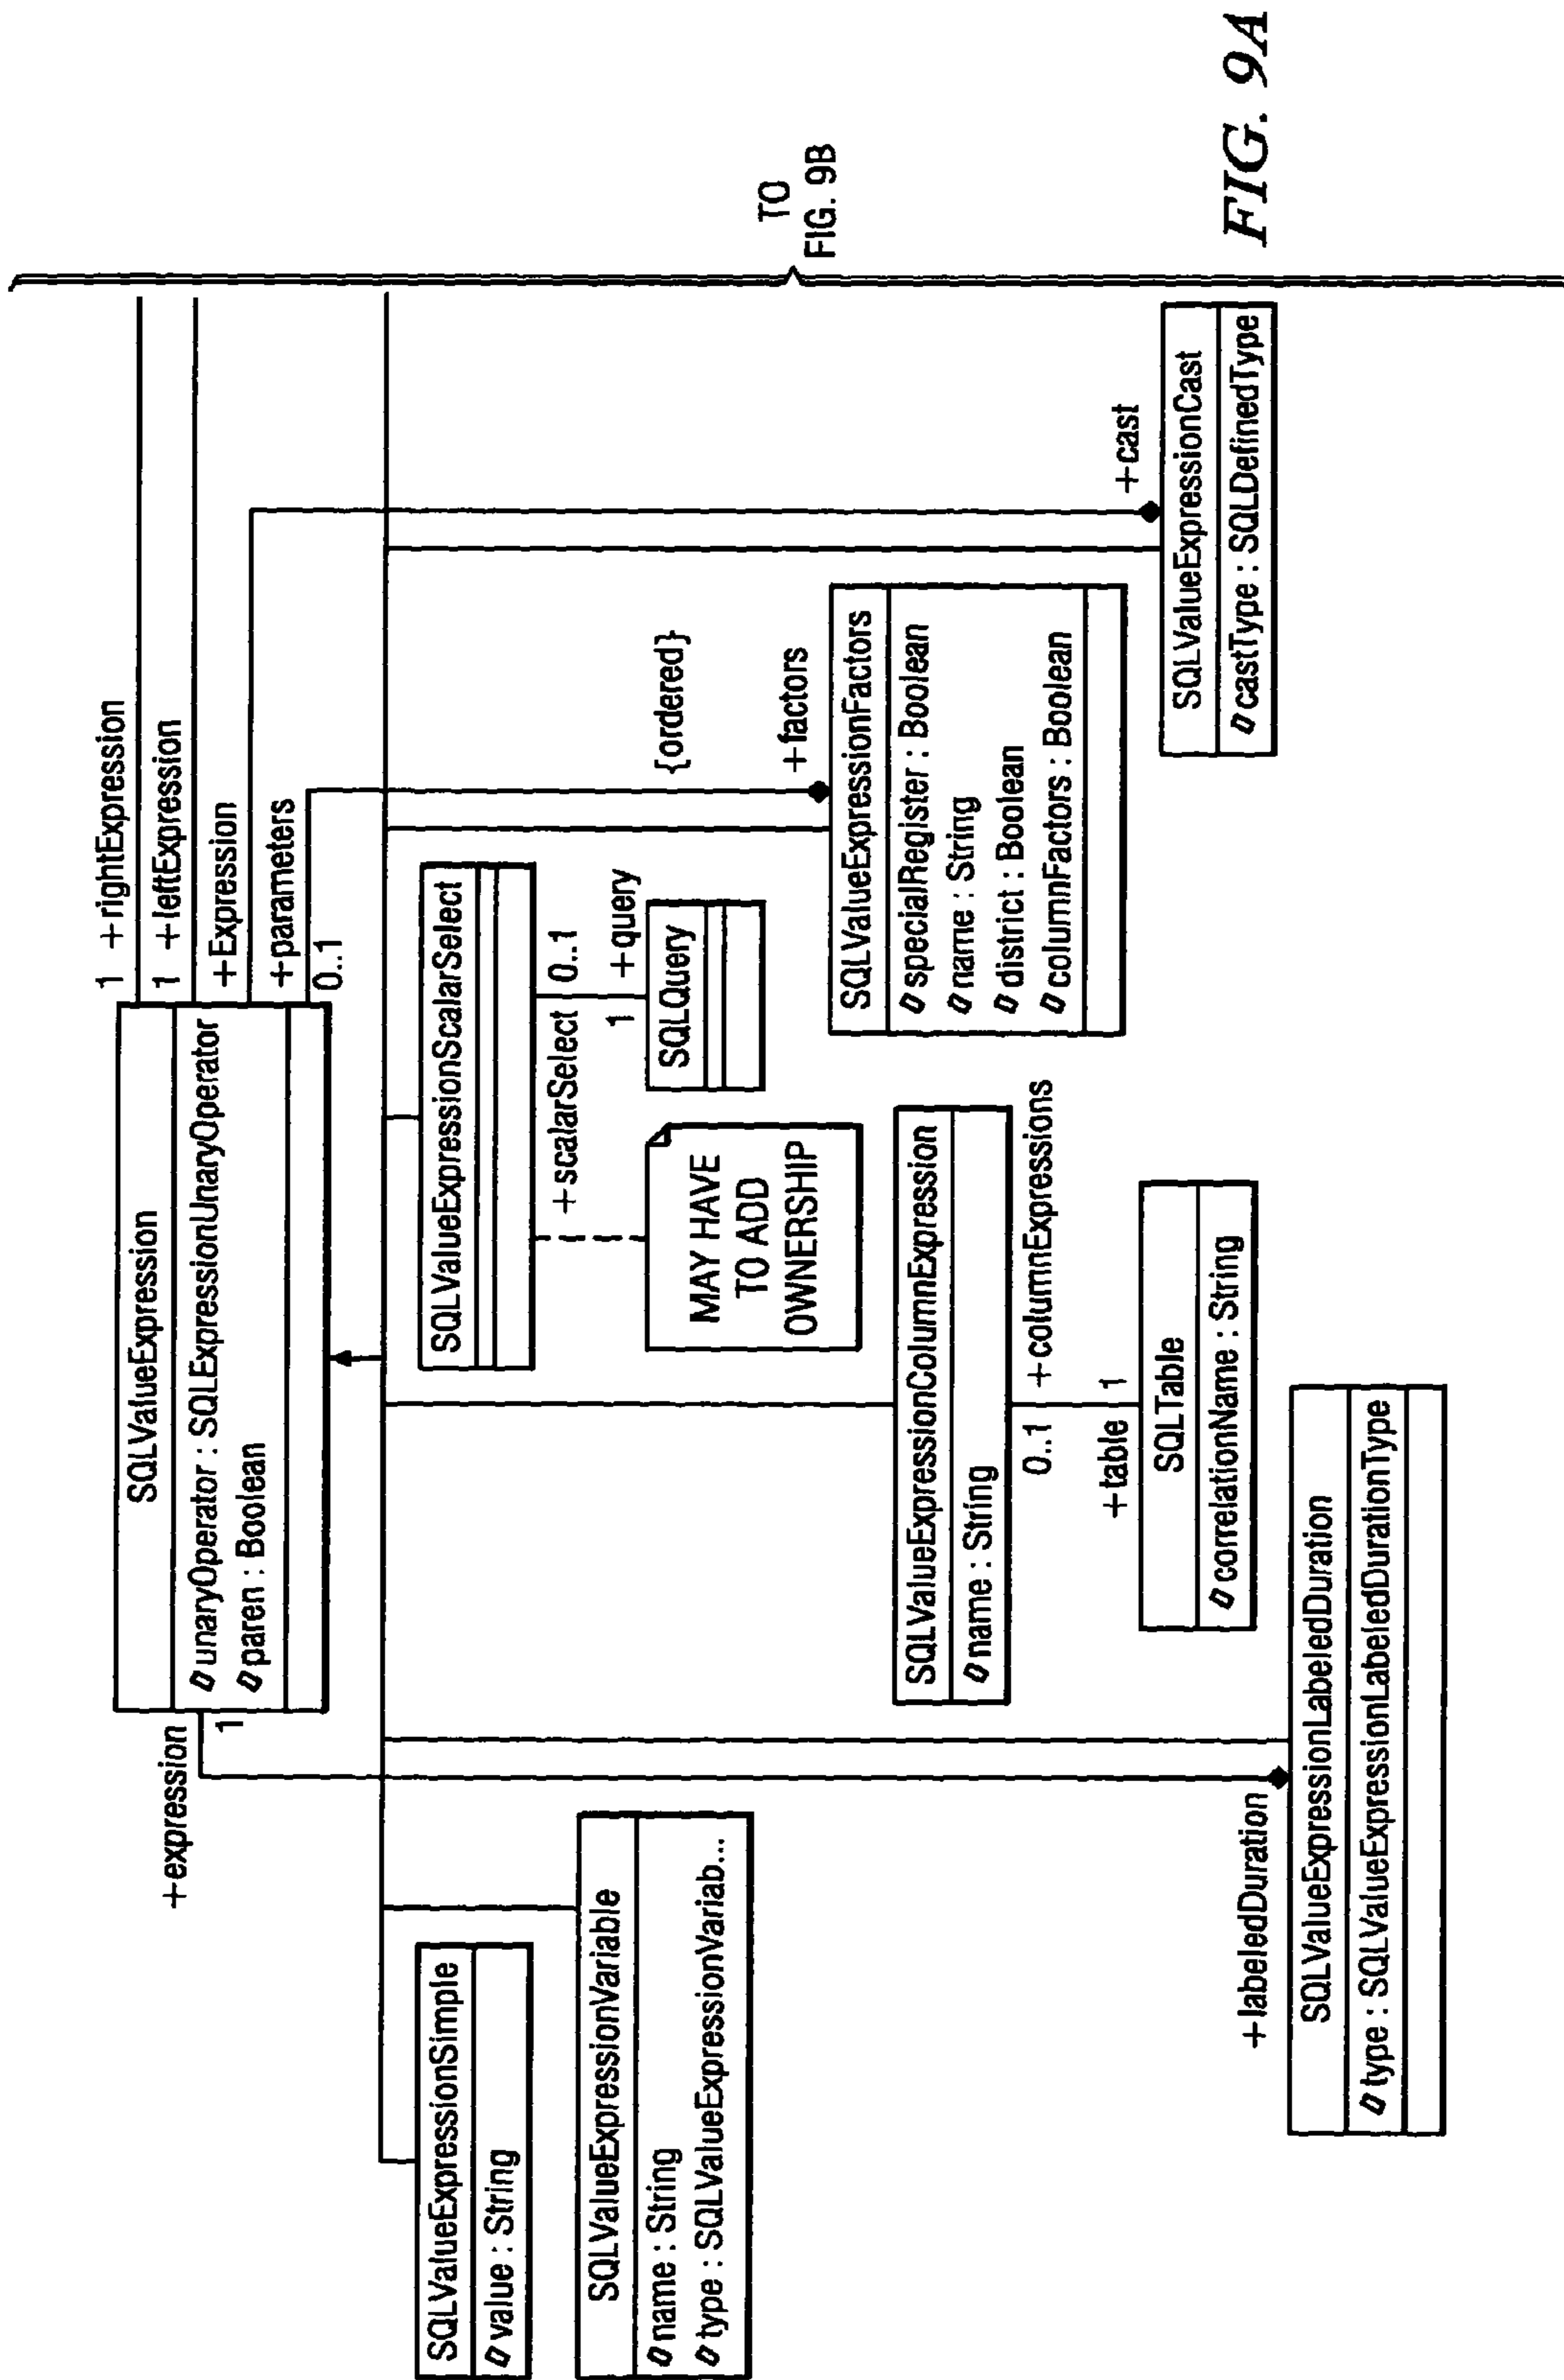 +expression
1
SQLValueExpression
unaryOperator : SQLExpressionUnaryOperator
paren : Boolean
1 +rightExpression
1 +leftExpression
+Expression
+parameters
0..1
SQLValueExpressionSimple
value : String
SQLValueExpressionVariable
name : String
type : SQLValueExpressionVariab...
SQLValueExpressionScalarSelect
+scalarSelect 0..1
1 +query
SQLQuery
MAY HAVE
TO ADD
OWNERSHIP
{ordered}
+factors
SQLValueExpressionFactors
specialRegister : Boolean
name : String
district : Boolean
columnFactors : Boolean
SQLValueExpressionColumnExpression
name : String
0..1 +columnExpressions
+table 1
SQLTable
correlationName : String
+cast
SQLValueExpressionCast
castType : SQLDefinedType
+labeledDuration
SQLValueExpressionLabeledDuration
type : SQLValueExpressionLabeledDurationType
TO
FIG. 9B
FIG. 9A